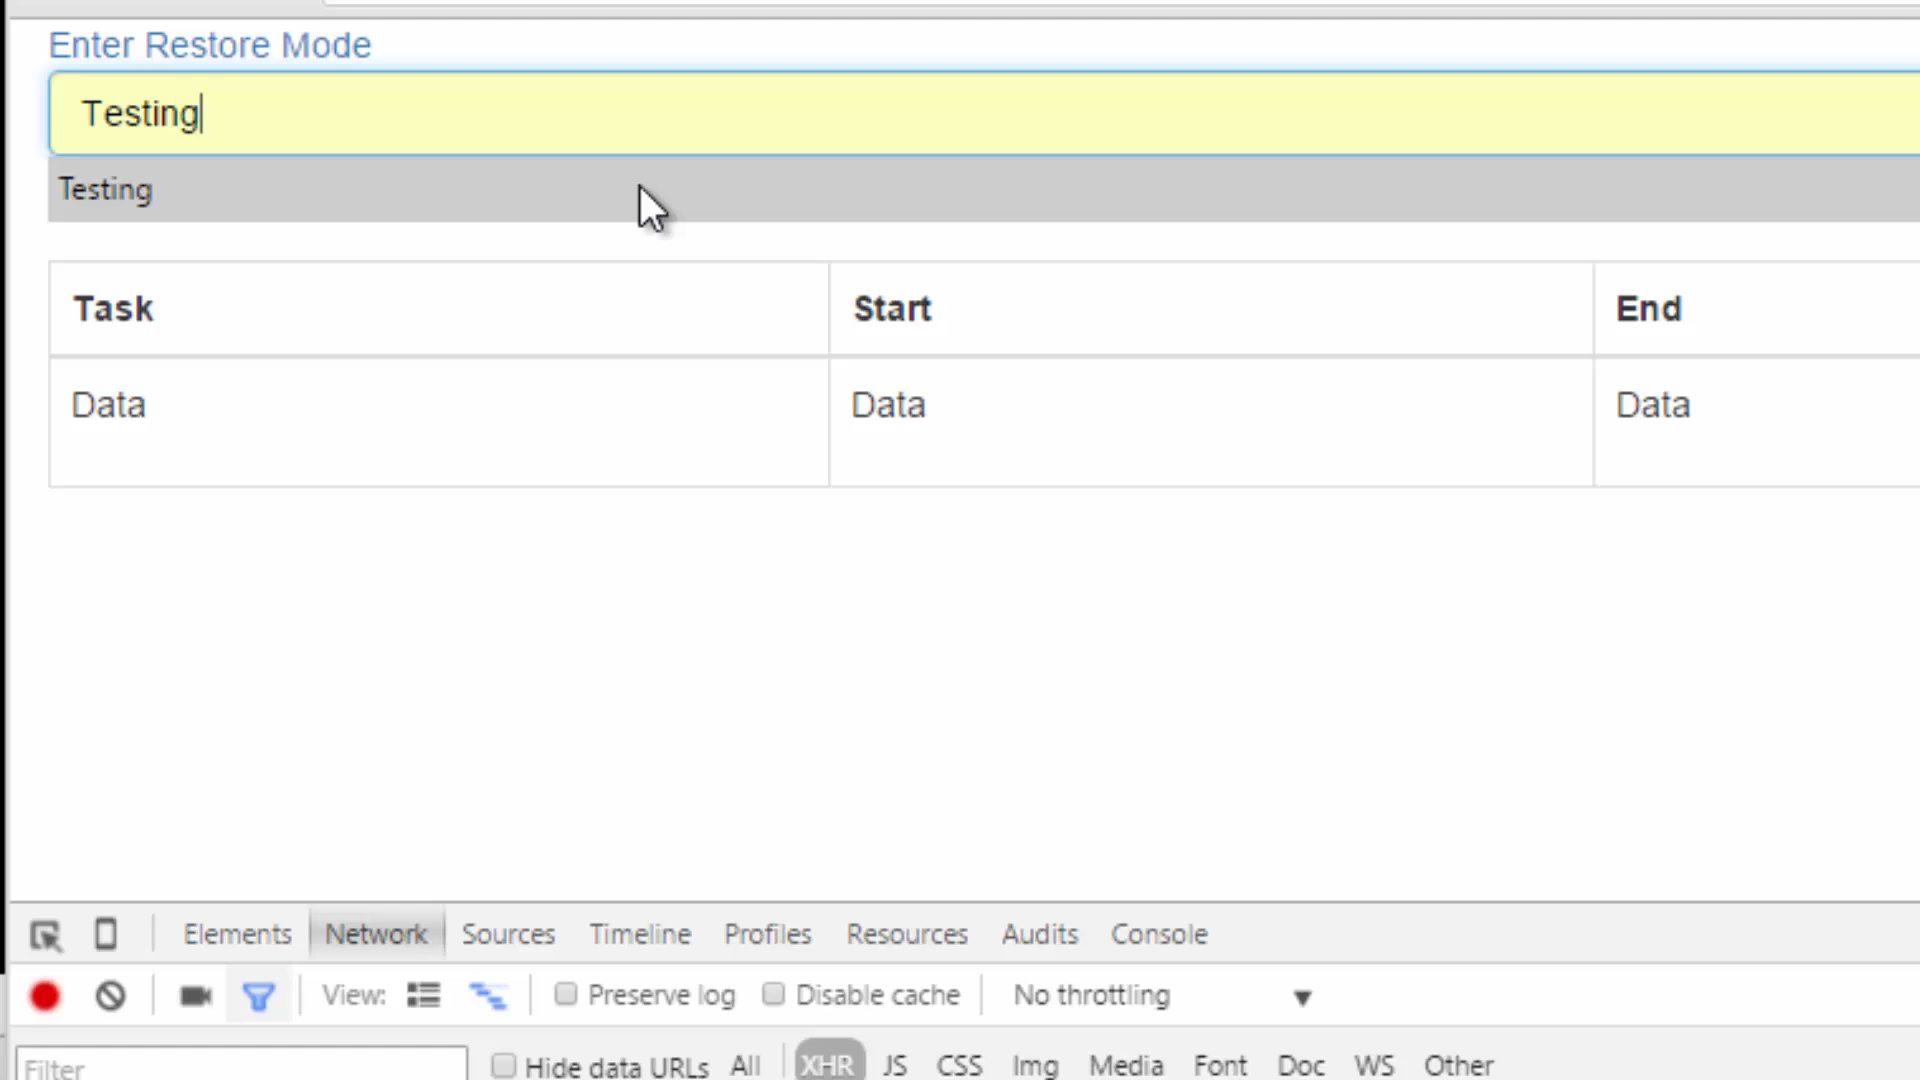 Enter Restore Mode
Testing
Testing
Task Start End
Data Data Data
Elements Network Sources Timeline Profiles Resources Audits Console
View: Preserve log Disable cache No throttling
Filter Hide data URLs All XHR JS CSS Img Media Font Doc WS Other